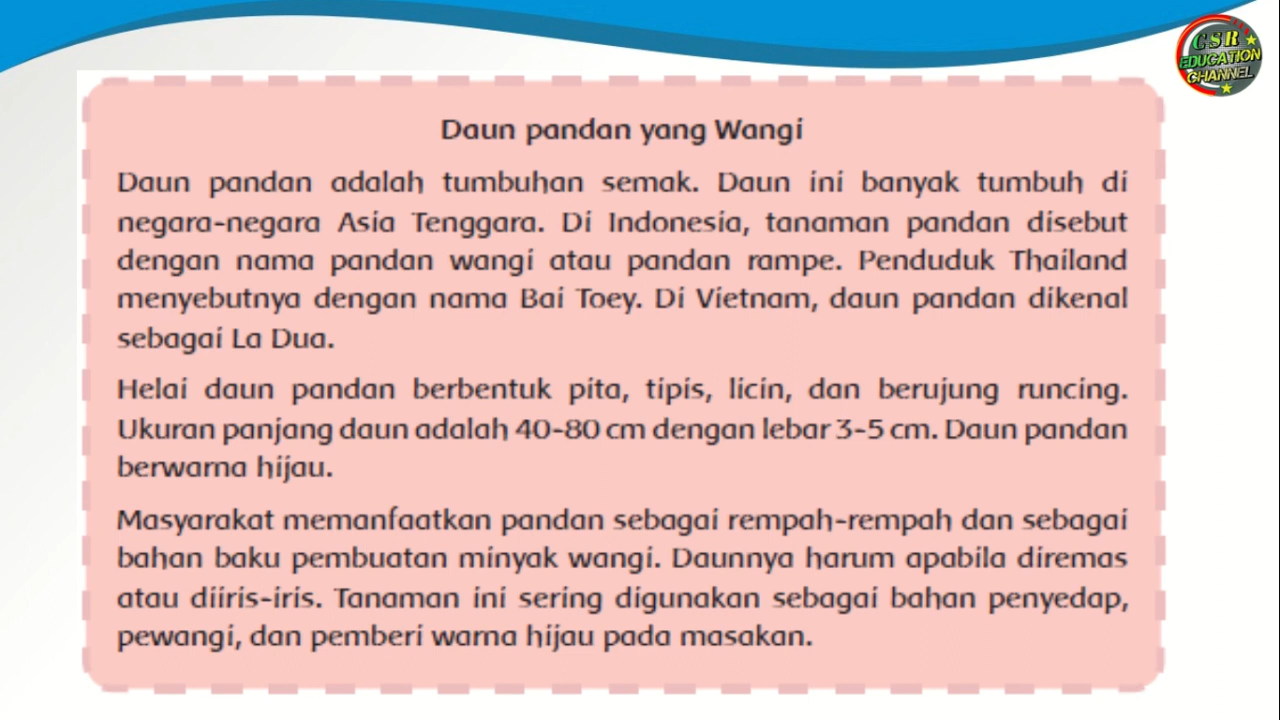 CSR
EDUCATION
CHANNEL
Daun pandan yang Wangi
Daun pandan adalah tumbuhan semak. Daun ini banyak tumbuh di
negara-negara Asia Tenggara. Di Indonesia, tanaman pandan disebut
dengan nama pandan wangi atau pandan rampe. Penduduk Thailand
menyebutnya dengan nama Bai Toey. Di Vietnam, daun pandan dikenal
sebagai La Dua.
Helai daun pandan berbentuk pita, tipis, licin, dan berujung runcing.
Ukuran panjang daun adalah 40-80 cm dengan lebar 3-5 cm. Daun pandan
berwarna hijau.
Masyarakat memanfaatkan pandan sebagai rempah-rempah dan sebagai
bahan baku pembuatan minyak wangi. Daunnya harum apabila diremas
atau diiris-iris. Tanaman ini sering digunakan sebagai bahan penyedap,
pewangi, dan pemberi warna hijau pada masakan.